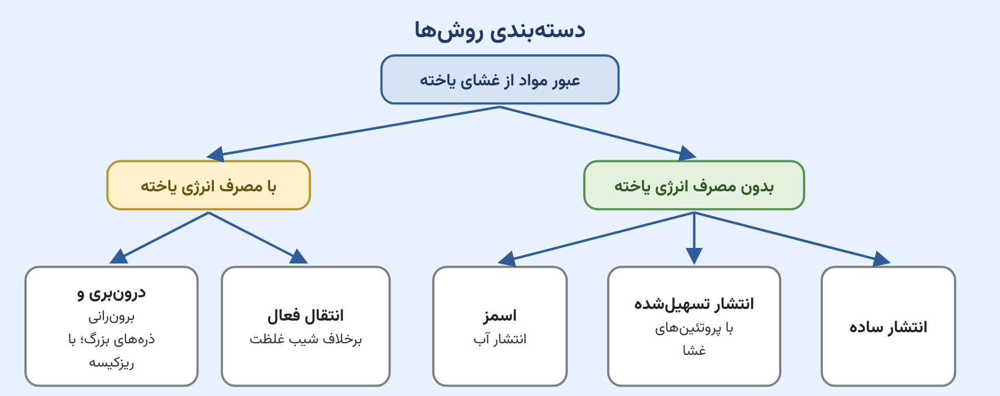 دسته‌بندی روش‌ها
عبور مواد از غشای یاخته
بدون مصرف انرژی یاخته
با مصرف انرژی یاخته
انتشار ساده
انتشار تسهیل‌شده
با پروتئین‌های
غشا
اسمز
انتشار آب
انتقال فعال
برخلاف شیب غلظت
درون‌بری و
برون‌رانی
ذره‌های بزرگ؛ با
ریزکیسه